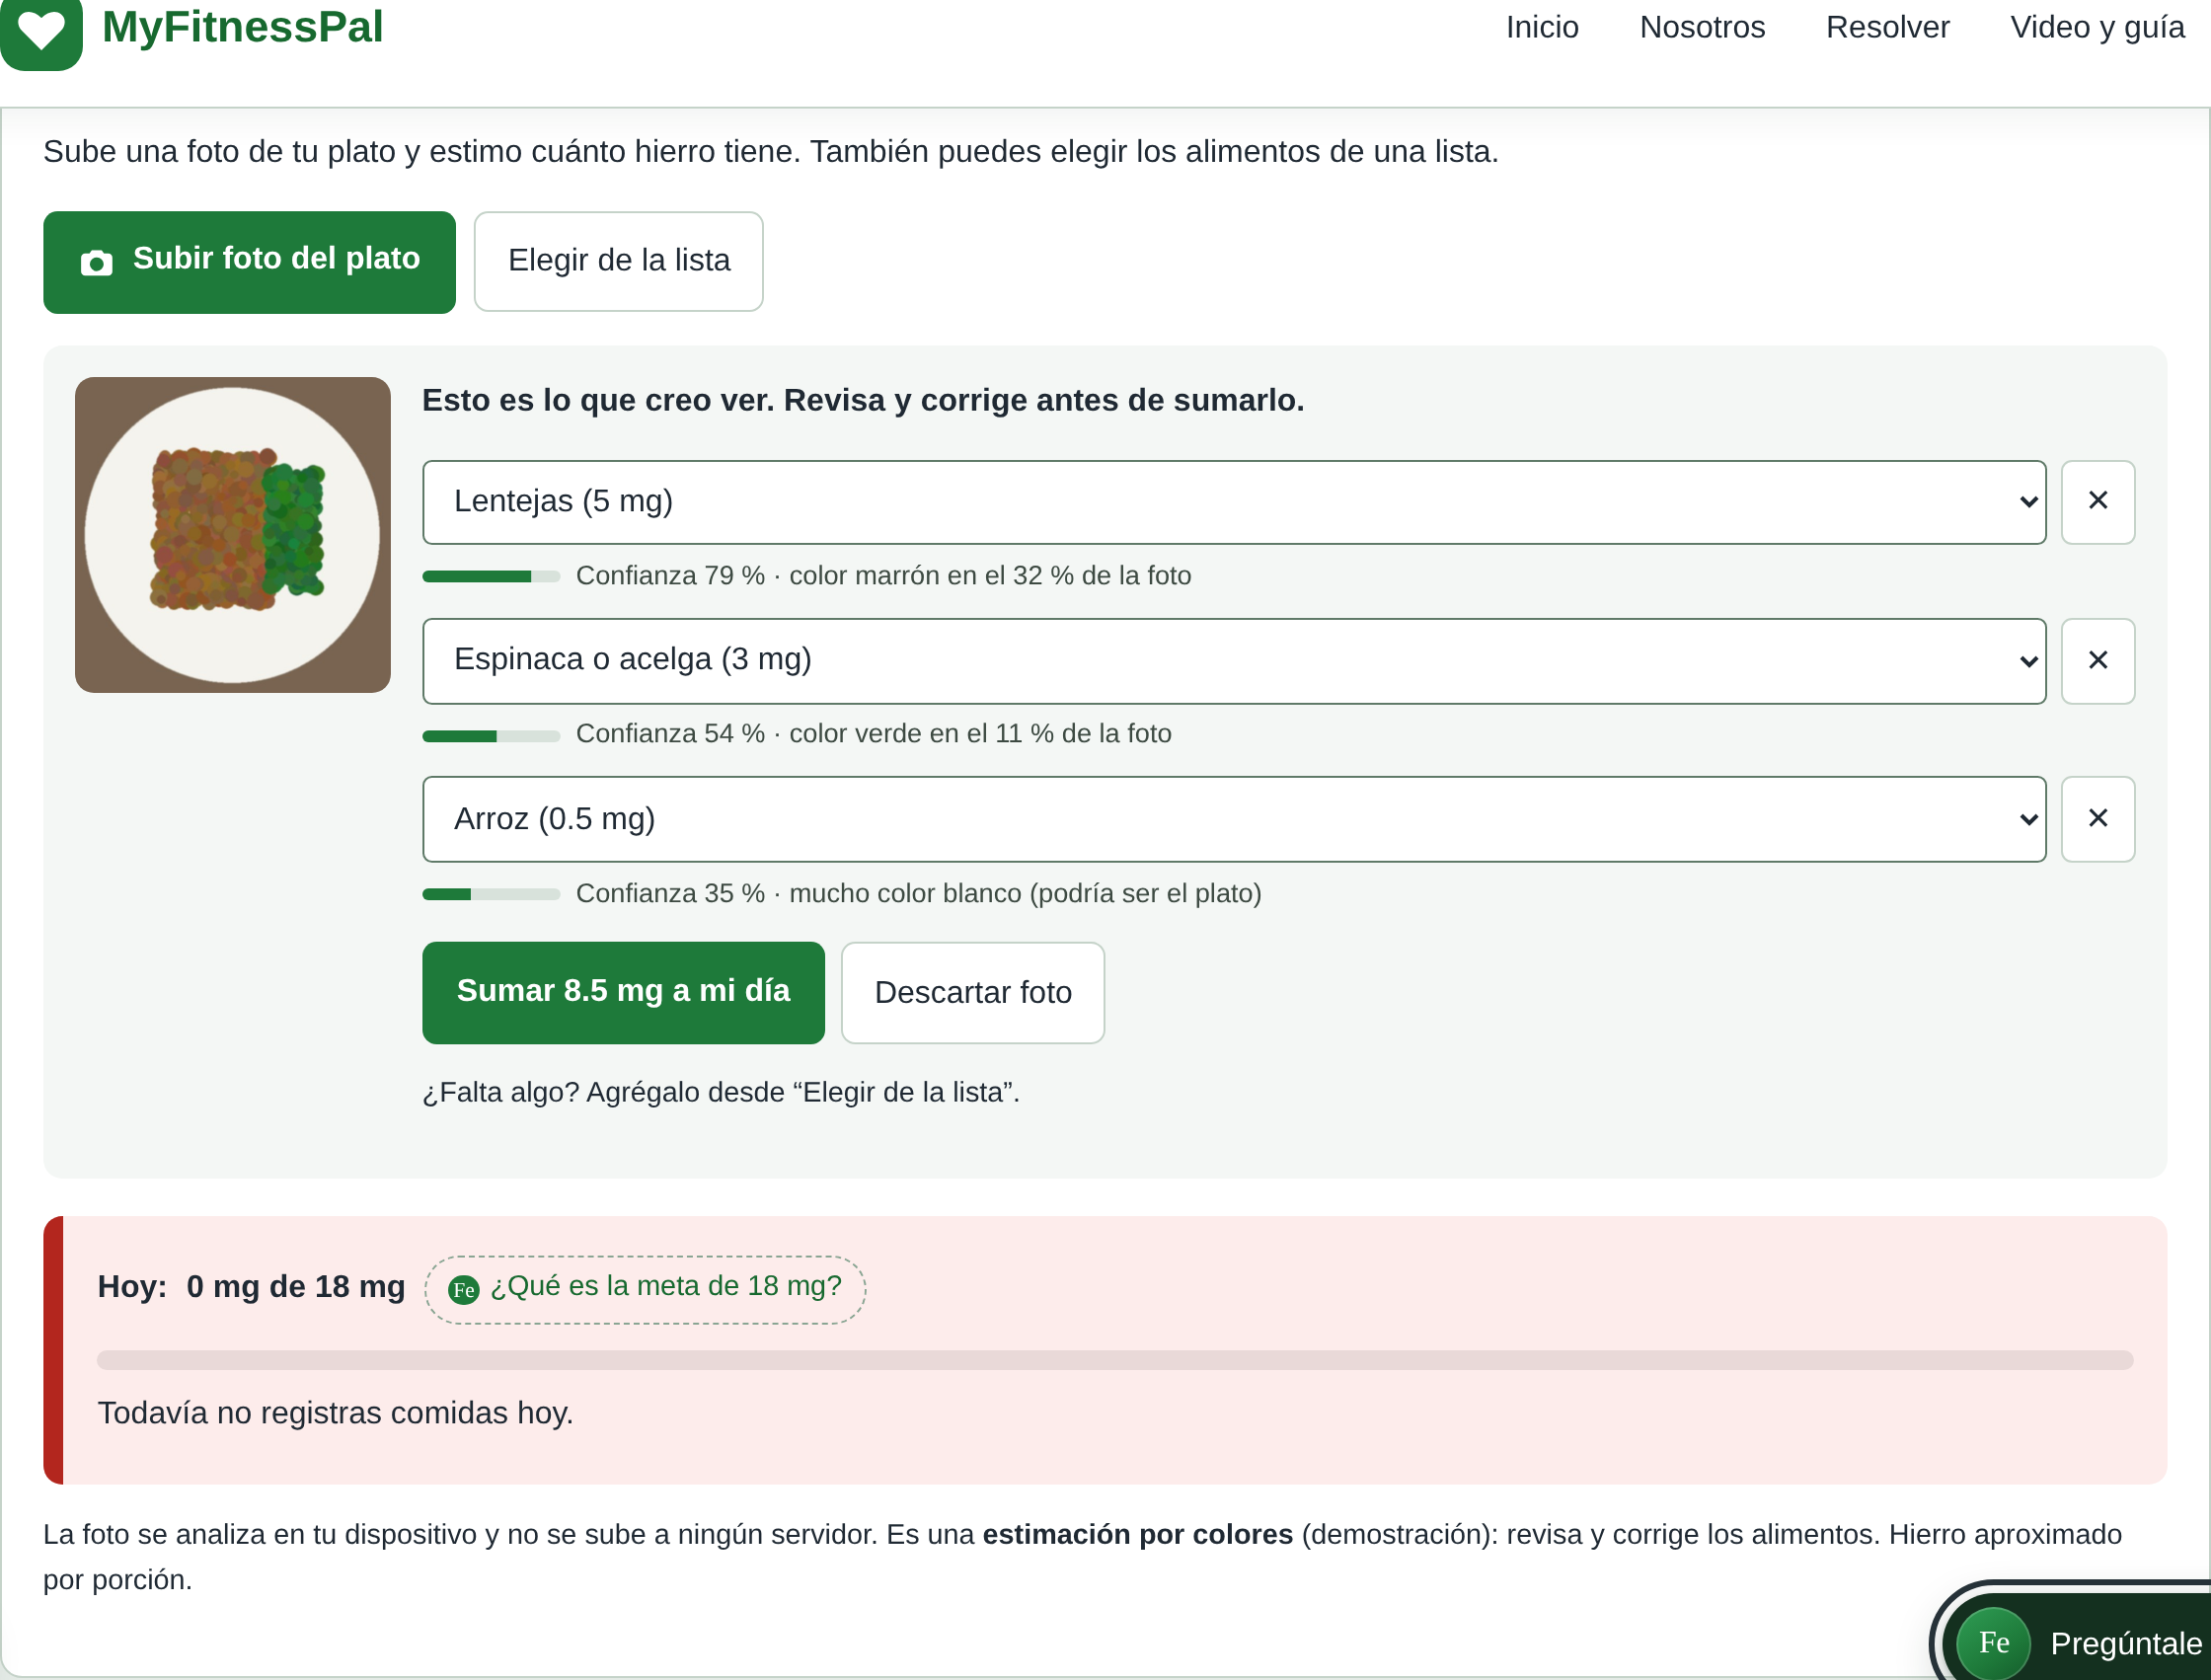 MyFitnessPal
Inicio Nosotros Resolver Video y guía
Sube una foto de tu plato y estimo cuánto hierro tiene. También puedes elegir los alimentos de una lista.
Subir foto del plato
Elegir de la lista
Esto es lo que creo ver. Revisa y corrige antes de sumarlo.
Lentejas (5 mg)
✕
Confianza 79 % · color marrón en el 32 % de la foto
Espinaca o acelga (3 mg)
✕
Confianza 54 % · color verde en el 11 % de la foto
Arroz (0.5 mg)
✕
Confianza 35 % · mucho color blanco (podría ser el plato)
Sumar 8.5 mg a mi día
Descartar foto
¿Falta algo? Agrégalo desde “Elegir de la lista”.
Hoy: 0 mg de 18 mg
Fe ¿Qué es la meta de 18 mg?
Todavía no registras comidas hoy.
La foto se analiza en tu dispositivo y no se sube a ningún servidor. Es una estimación por colores (demostración): revisa y corrige los alimentos. Hierro aproximado
por porción.
Fe Pregúntale